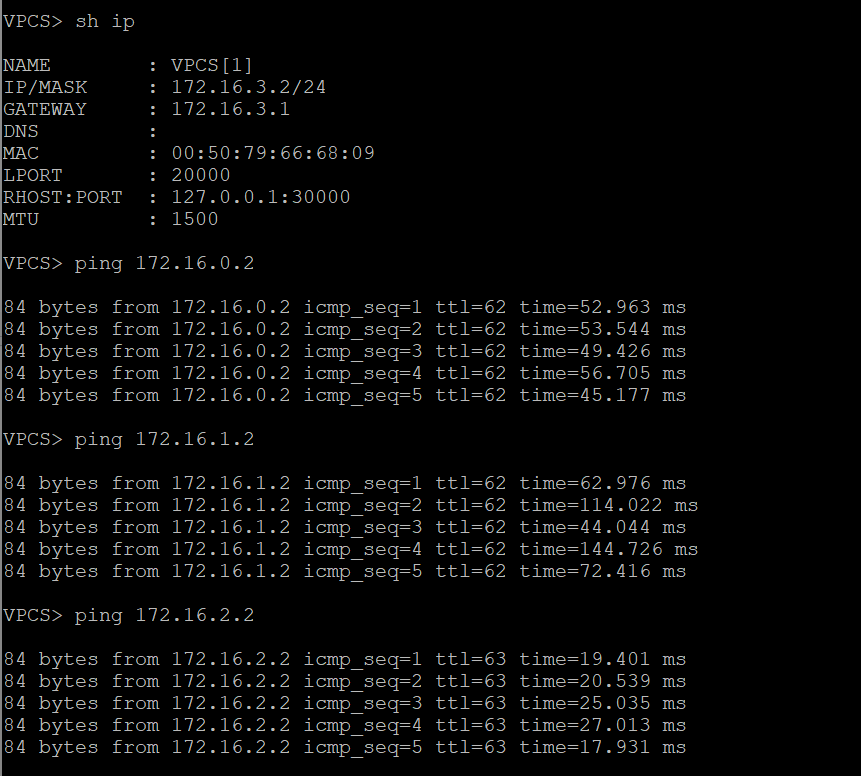 VPCS> sh ip
NAME        : VPCS[1]
IP/MASK     : 172.16.3.2/24
GATEWAY     : 172.16.3.1
DNS         :
MAC         : 00:50:79:66:68:09
LPORT       : 20000
RHOST:PORT  : 127.0.0.1:30000
MTU         : 1500
VPCS> ping 172.16.0.2
84 bytes from 172.16.0.2 icmp_seq=1 ttl=62 time=52.963 ms
84 bytes from 172.16.0.2 icmp_seq=2 ttl=62 time=53.544 ms
84 bytes from 172.16.0.2 icmp_seq=3 ttl=62 time=49.426 ms
84 bytes from 172.16.0.2 icmp_seq=4 ttl=62 time=56.705 ms
84 bytes from 172.16.0.2 icmp_seq=5 ttl=62 time=45.177 ms
VPCS> ping 172.16.1.2
84 bytes from 172.16.1.2 icmp_seq=1 ttl=62 time=62.976 ms
84 bytes from 172.16.1.2 icmp_seq=2 ttl=62 time=114.022 ms
84 bytes from 172.16.1.2 icmp_seq=3 ttl=62 time=44.044 ms
84 bytes from 172.16.1.2 icmp_seq=4 ttl=62 time=144.726 ms
84 bytes from 172.16.1.2 icmp_seq=5 ttl=62 time=72.416 ms
VPCS> ping 172.16.2.2
84 bytes from 172.16.2.2 icmp_seq=1 ttl=63 time=19.401 ms
84 bytes from 172.16.2.2 icmp_seq=2 ttl=63 time=20.539 ms
84 bytes from 172.16.2.2 icmp_seq=3 ttl=63 time=25.035 ms
84 bytes from 172.16.2.2 icmp_seq=4 ttl=63 time=27.013 ms
84 bytes from 172.16.2.2 icmp_seq=5 ttl=63 time=17.931 ms